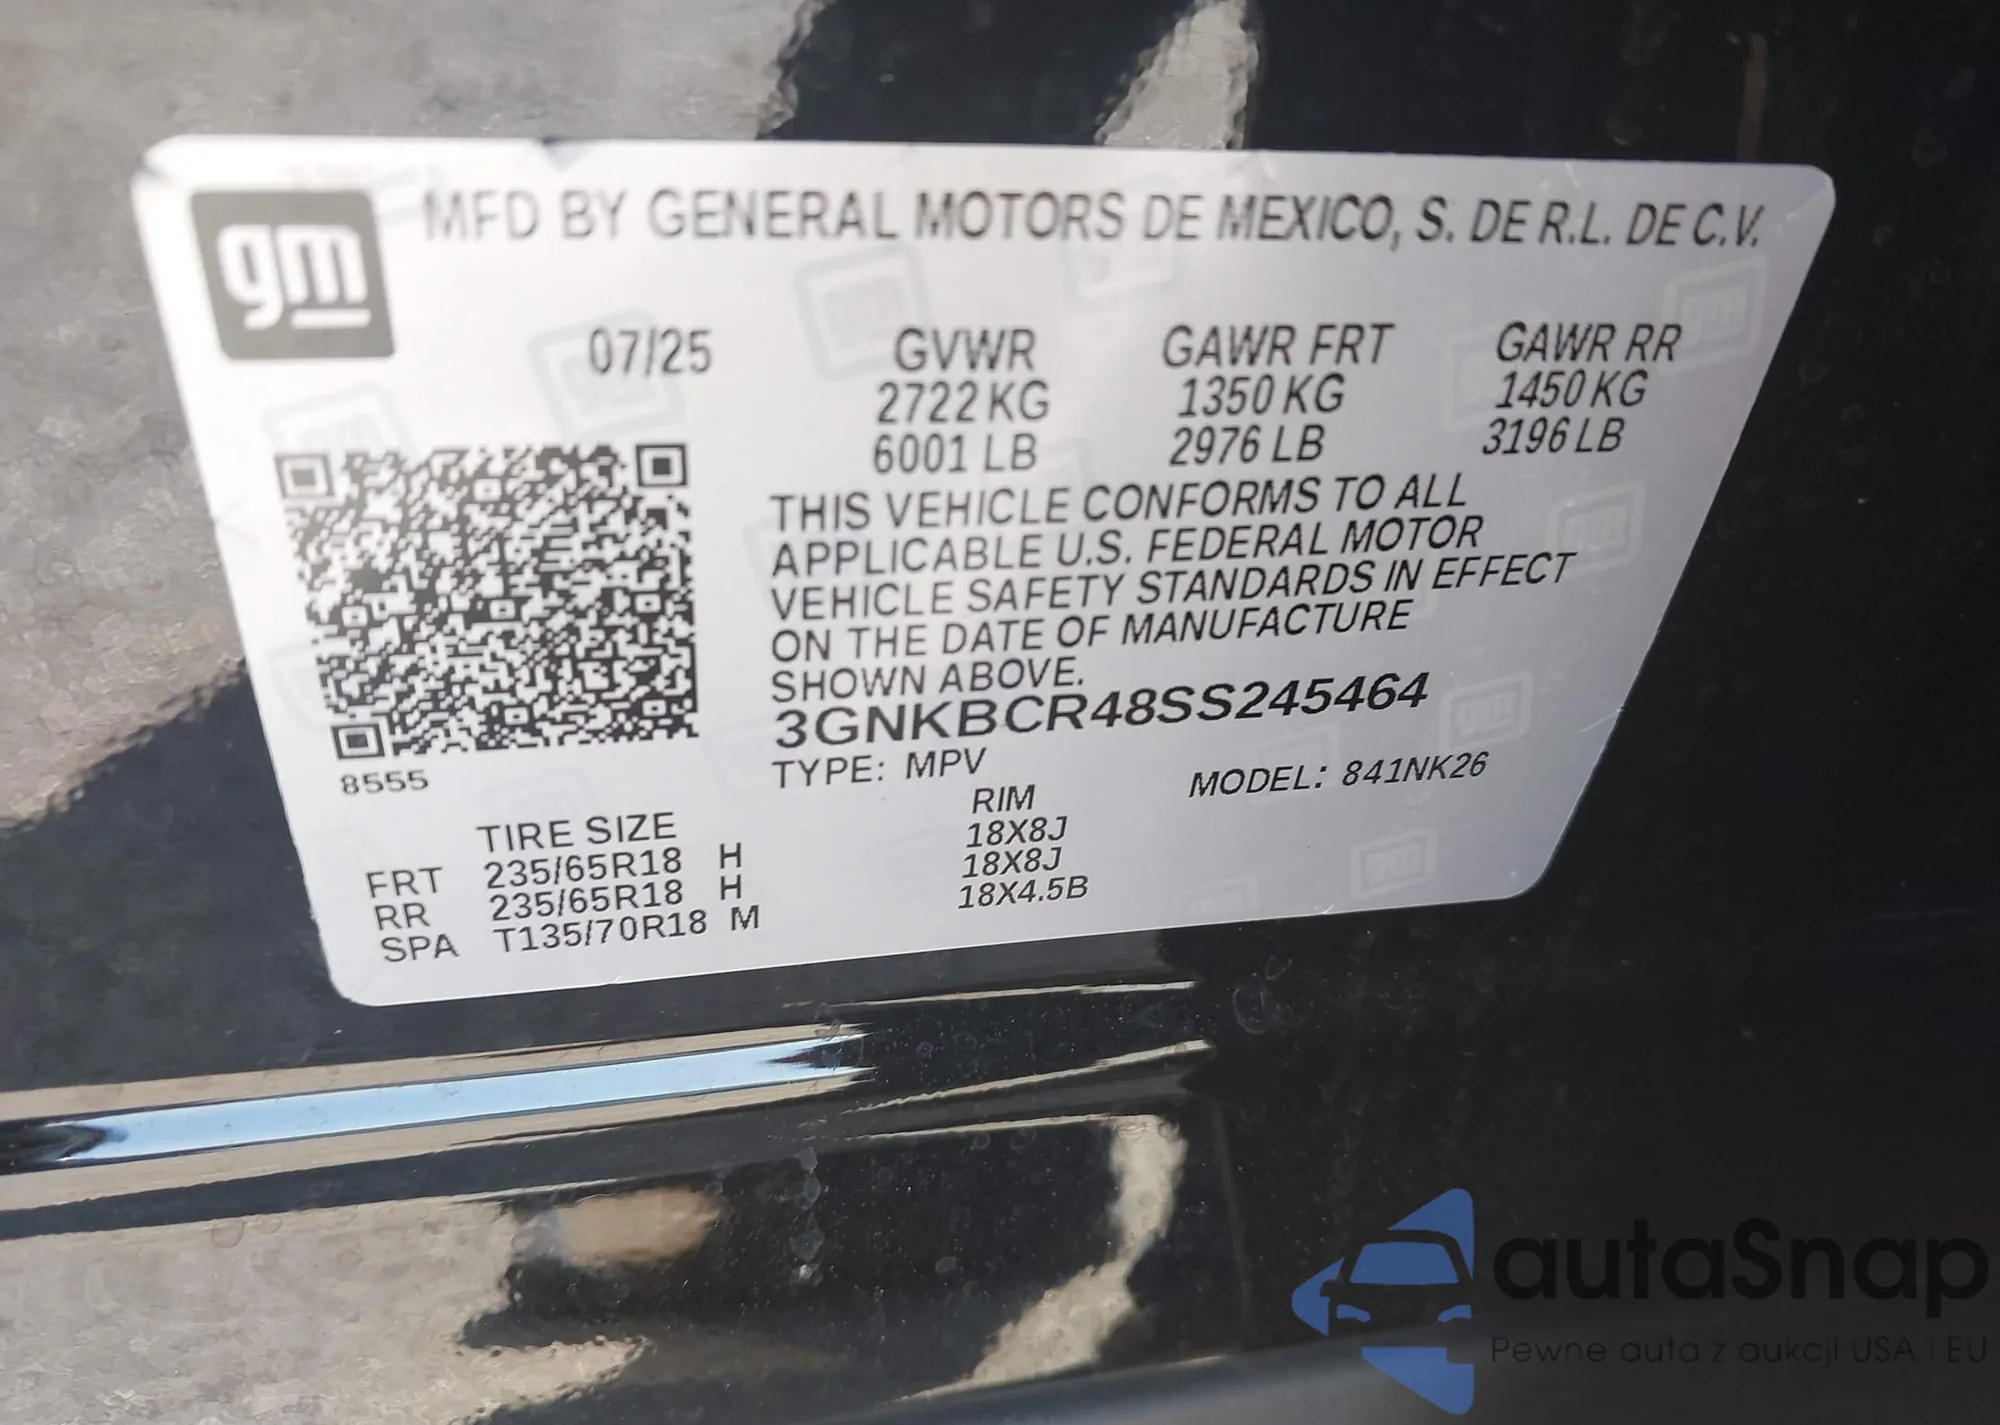 gm
MFD BY GENERAL MOTORS DE MEXICO, S. DE R.L. DE C.V.
07/25 GVWR GAWR FRT GAWR RR
2722 KG 1350 KG 1450 KG
6001 LB 2976 LB 3196 LB
THIS VEHICLE CONFORMS TO ALL
APPLICABLE U.S. FEDERAL MOTOR
VEHICLE SAFETY STANDARDS IN EFFECT
ON THE DATE OF MANUFACTURE
SHOWN ABOVE.
3GNKBCR48SS245464
8555
TYPE: MPV MODEL: 841NK26
TIRE SIZE RIM
FRT 235/65R18 H 18X8J
RR 235/65R18 H 18X8J
SPA T135/70R18 M 18X4.5B
autaSnap
Pewne auta z aukcji USA i EU